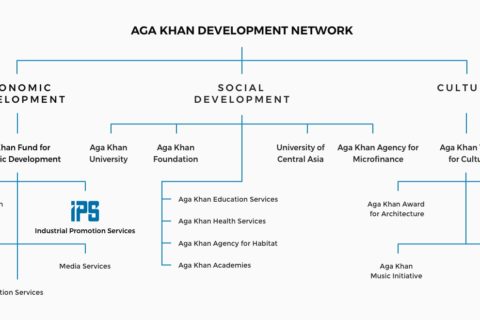 AGA KHAN DEVELOPMENT NETWORK
ONOMIC
ELOPMENT
SOCIAL
DEVELOPMENT
CULTU
Khan Fund for
ic Development
Aga Khan
University
Aga Khan
Foundation
University of
Central Asia
Aga Khan Agency for
Microfinance
Aga Khan
for Cultu
Aga Khan Education Services
Aga Khan Health Services
Aga Khan Agency for Habitat
Aga Khan Academies
IPS
Industrial Promotion Services
Media Services
tion Services
Aga Khan Award
for Architecture
Aga Khan
Music Initiative